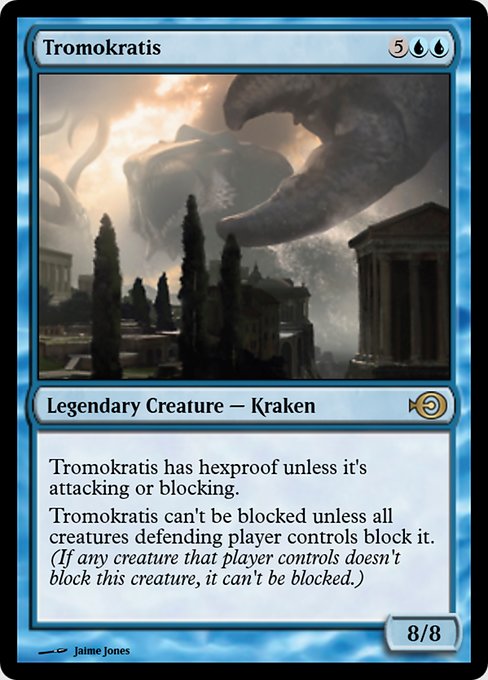 Tromokratis 5
Legendary Creature — Kraken
Tromokratis has hexproof unless it's
attacking or blocking.
Tromokratis can't be blocked unless all
creatures defending player controls block it.
(If any creature that player controls doesn't
block this creature, it can't be blocked.)
8/8
Jaime Jones